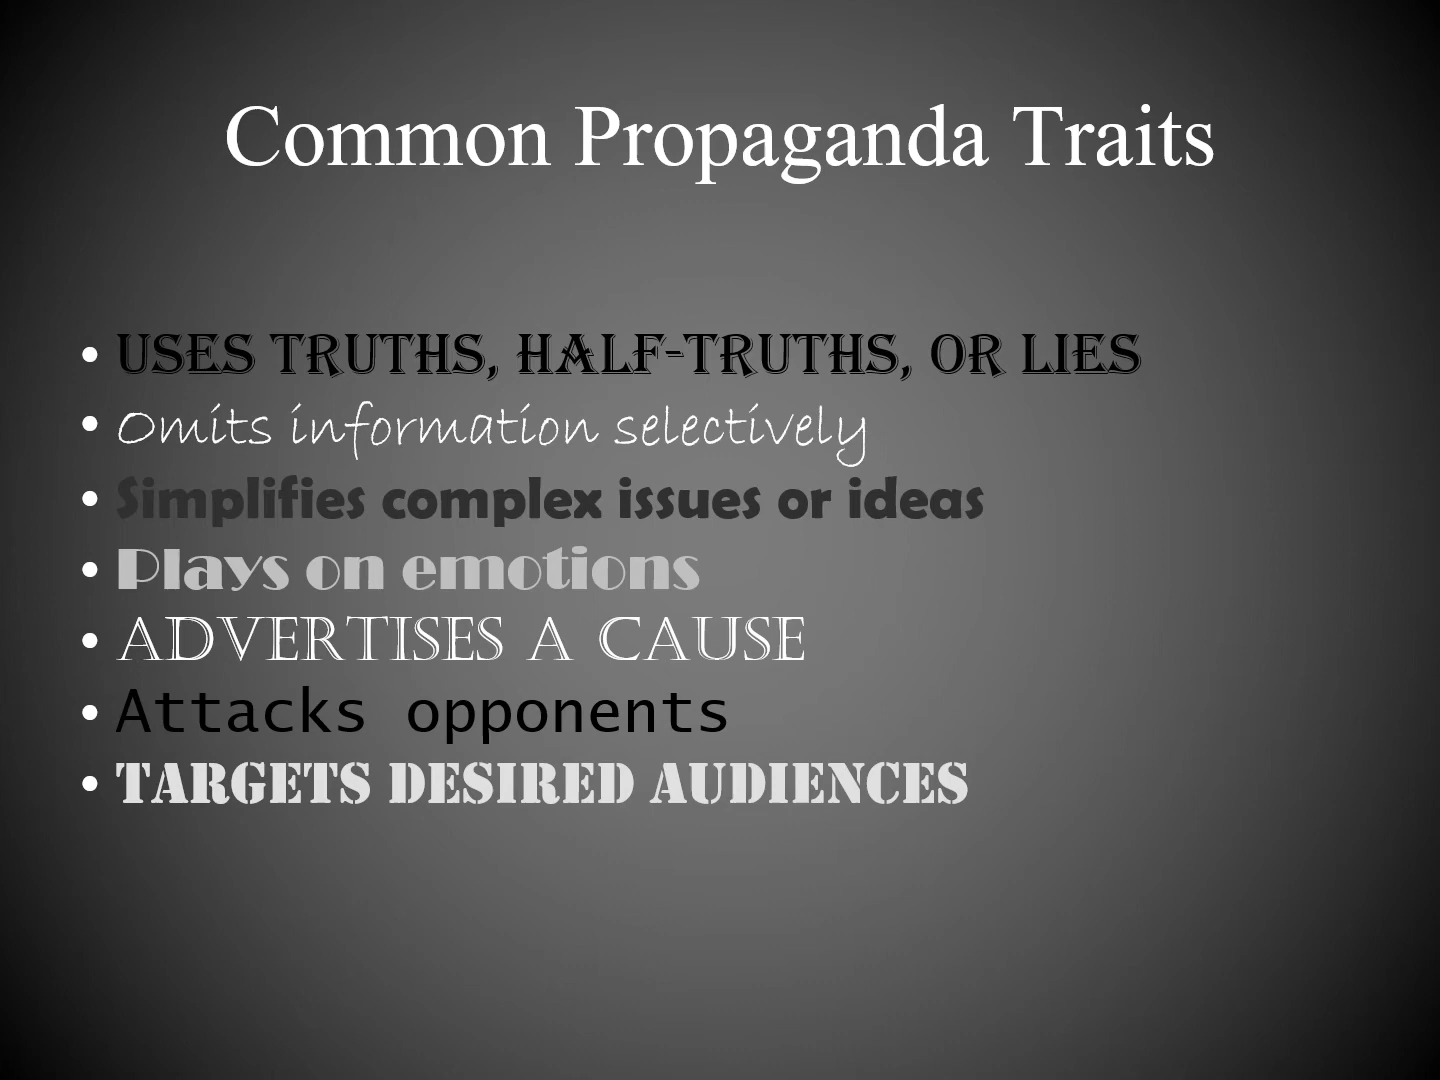 Common Propaganda Traits
• USES TRUTHS, HALF-TRUTHS, OR LIES
• Omits information selectively
• Simplifies complex issues or ideas
• Plays on emotions
• ADVERTISES A CAUSE
• Attacks opponents
• TARGETS DESIRED AUDIENCES